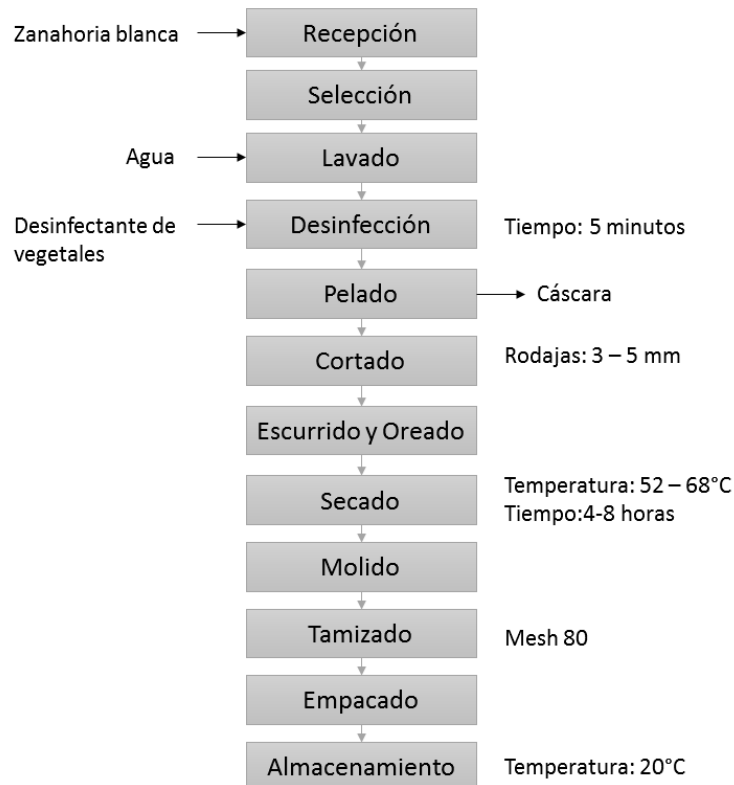 Zanahoria blanca
Recepción
Selección
Agua
Lavado
Desinfectante de
vegetales
Desinfección
Tiempo: 5 minutos
Pelado
Cáscara
Cortado
Rodajas: 3 – 5 mm
Escurrido y Oreado
Secado
Temperatura: 52 – 68°C
Tiempo:4-8 horas
Molido
Tamizado
Mesh 80
Empacado
Almacenamiento
Temperatura: 20°C